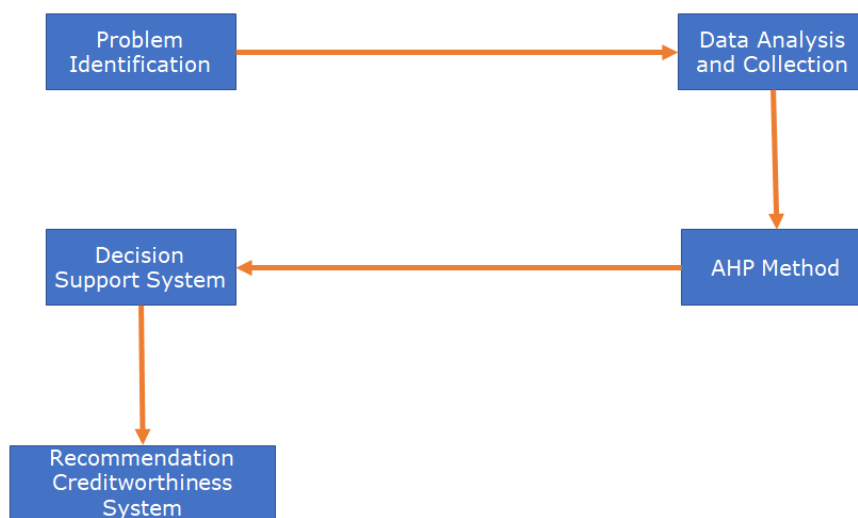 Problem
Identification
Data Analysis
and Collection
Decision
Support System
AHP Method
Recommendation
Creditworthiness
System